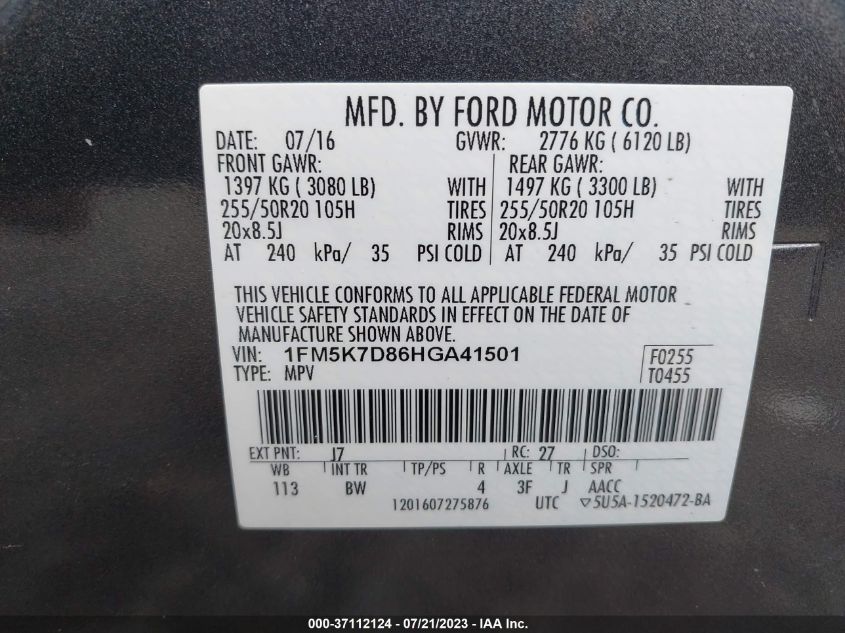 MFD. BY FORD MOTOR CO.
DATE: 07/16 GVWR: 2776 KG ( 6120 LB)
FRONT GAWR: REAR GAWR:
1397 KG ( 3080 LB) WITH 1497 KG ( 3300 LB) WITH
255/50R20 105H TIRES 255/50R20 105H TIRES
20x8.5J RIMS 20x8.5J RIMS
AT 240 kPa/ 35 PSI COLD AT 240 kPa/ 35 PSI COLD
THIS VEHICLE CONFORMS TO ALL APPLICABLE FEDERAL MOTOR
VEHICLE SAFETY STANDARDS IN EFFECT ON THE DATE OF
MANUFACTURE SHOWN ABOVE.
VIN: 1FM5K7D86HGA41501 F0255
TYPE: MPV T0455
EXT PNT: J7 RC: 27 DSO:
WB INT TR TP/PS R AXLE TR SPR
113 BW 4 3F J AACC
1201607275876 UTC ▽5U5A-1520472-BA
000-37112124 - 07/21/2023 - IAA Inc.